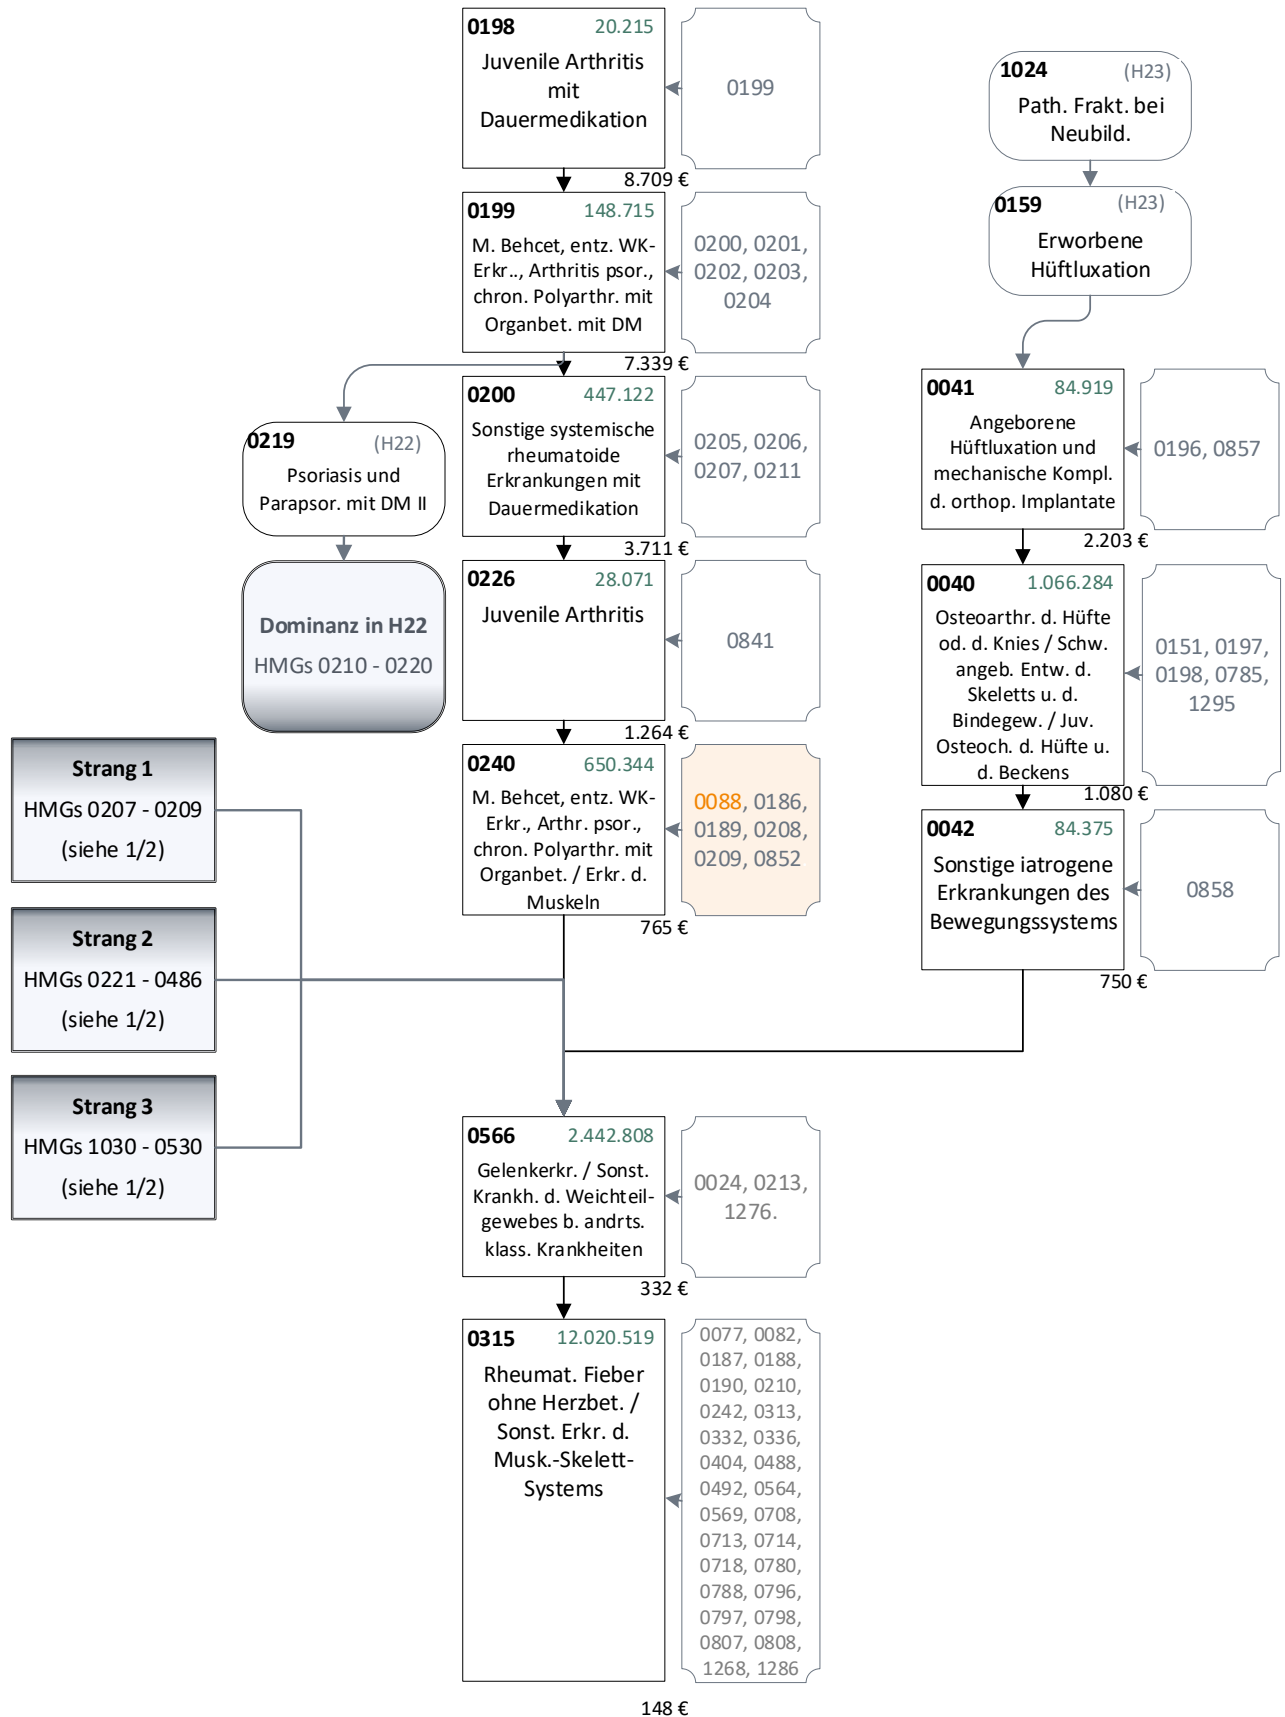 0198 20.215
Juvenile Arthritis
mit
Dauermedikation
0199
8.709 €
0199 148.715
M. Behcet, entz. WK-
Erkr.., Arthritis psor.,
chron. Polyarthr. mit
Organbet. mit DM
0200, 0201,
0202, 0203,
0204
7.339 €
0219 (H22)
Psoriasis und
Parapsor. mit DM II
Dominanz in H22
HMGs 0210 - 0220
0200 447.122
Sonstige systemische
rheumatoide
Erkrankungen mit
Dauermedikation
0205, 0206,
0207, 0211
3.711 €
0226 28.071
Juvenile Arthritis
0841
1.264 €
0240 650.344
M. Behcet, entz. WK-
Erkr., Arthr. psor.,
chron. Polyarthr. mit
Organbet. / Erkr. d.
Muskeln
0088, 0186,
0189, 0208,
0209, 0852
765 €
1024 (H23)
Path. Frakt. bei
Neubild.
0159 (H23)
Erworbene
Hüftluxation
0041 84.919
Angeborene
Hüftluxation und
mechanische Kompl.
d. orthop. Implantate
0196, 0857
2.203 €
0040 1.066.284
Osteoarthr. d. Hüfte
od. d. Knies / Schw.
angeb. Entw. d.
Skeletts u. d.
Bindegew. / Juv.
Osteoch. d. Hüfte u.
d. Beckens
0151, 0197,
0198, 0785,
1295
1.080 €
0042 84.375
Sonstige iatrogene
Erkrankungen des
Bewegungssystems
0858
750 €
Strang 1
HMGs 0207 - 0209
(siehe 1/2)
Strang 2
HMGs 0221 - 0486
(siehe 1/2)
Strang 3
HMGs 1030 - 0530
(siehe 1/2)
0566 2.442.808
Gelenkerkr. / Sonst.
Krankh. d. Weichteil-
gewebes b. andrts.
klass. Krankheiten
0024, 0213,
1276.
332 €
0315 12.020.519
Rheumat. Fieber
ohne Herzbet. /
Sonst. Erkr. d.
Musk.-Skelett-
Systems
0077, 0082,
0187, 0188,
0190, 0210,
0242, 0313,
0332, 0336,
0404, 0488,
0492, 0564,
0569, 0708,
0713, 0714,
0718, 0780,
0788, 0796,
0797, 0798,
0807, 0808,
1268, 1286
148 €